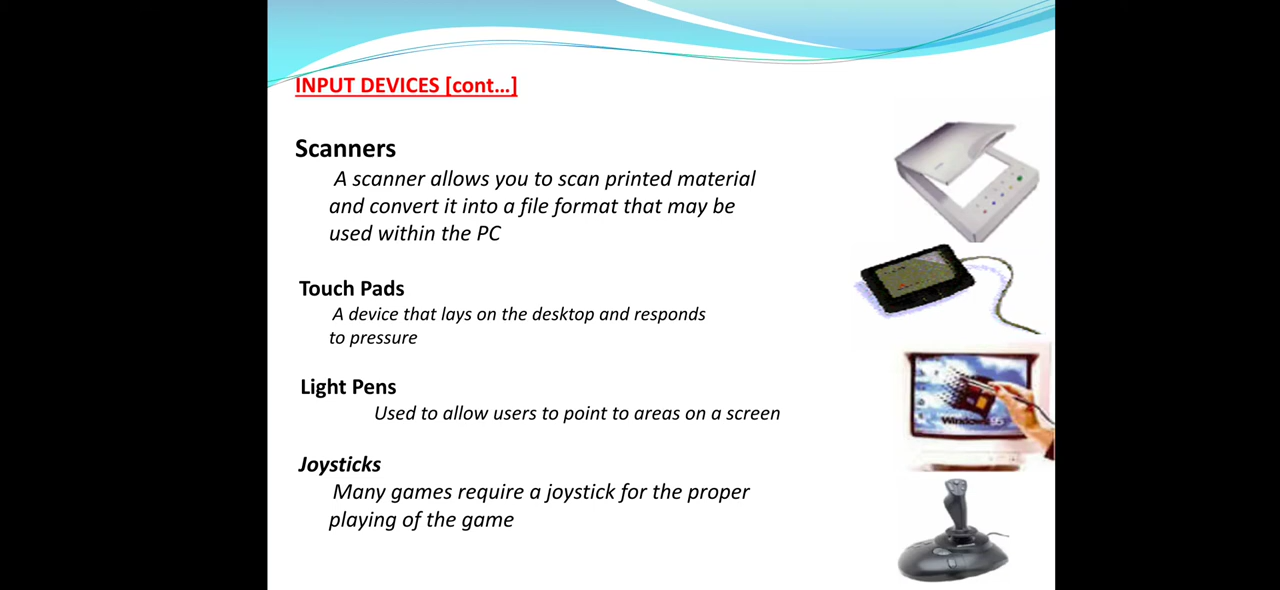 INPUT DEVICES [cont...]
Scanners
A scanner allows you to scan printed material
and convert it into a file format that may be
used within the PC
Touch Pads
A device that lays on the desktop and responds
to pressure
Light Pens
Used to allow users to point to areas on a screen
Joysticks
Many games require a joystick for the proper
playing of the game
Windows 95